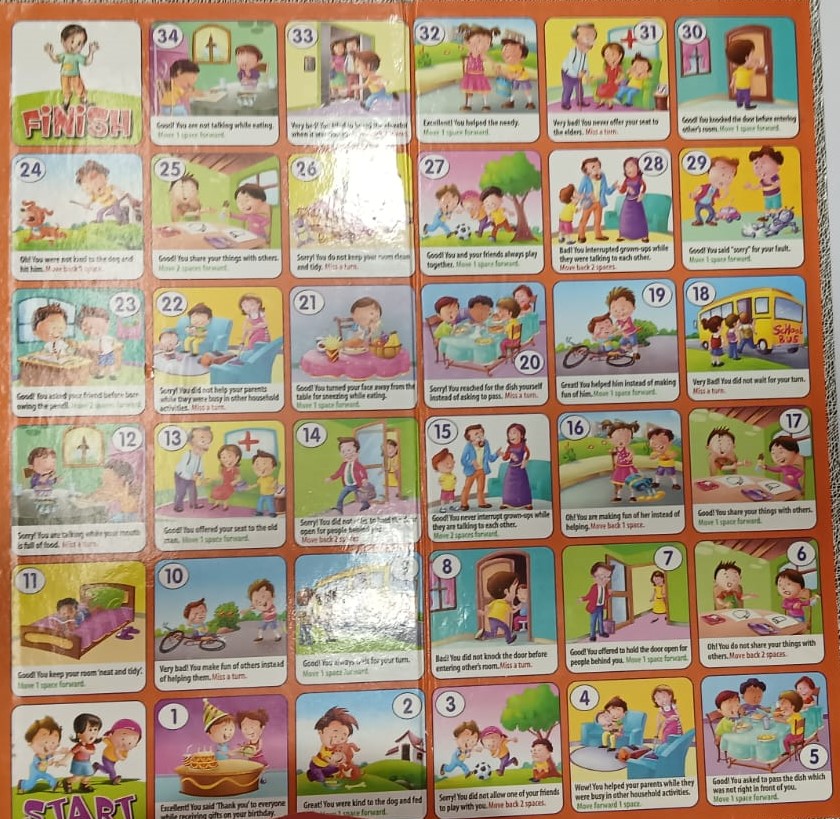 FINISH
34
Good! You are not talking while eating.
Move 1 space forward.
33
32
Excellent! You helped the needy.
Move 1 space forward.
31
Very bad! You never offer your seat to
the elders. Miss a turn.
30
Good! You knocked the door before entering
other's room. Move 1 space forward.
24
Oh! You were not kind to the dog and
hit him. Move back 5 spaces.
25
Good! You share your things with others.
Move 2 spaces forward.
26
Sorry! You do not keep your room clean
and tidy. Miss a turn.
27
Good! You and your friends always play
together. Move 1 space forward.
28
Bad! You interrupted grown-ups while
they were talking to each other.
Move back 2 spaces.
29
Good! You said "sorry" for your fault.
Move 1 space forward.
23
Good! You asked your friend before borr-
owing the pencil.
22
Sorry! You did not help your parents
while they were busy in other household
activities. Miss a turn.
21
Good! You turned your face away from the
table for sneezing while eating.
Move 1 space forward.
20
Sorry! You reached for the dish yourself
instead of asking to pass. Miss a turn.
19
Great! You helped him instead of making
fun of him. Move 1 space forward.
18
School
BUS
Very Bad! You did not wait for your turn.
Miss a turn.
12
Sorry! You are talking while your mouth
is full of food. Miss a turn.
13
Good! You offered your seat to the old
man. Move 1 space forward.
14
Sorry! You did not to hold the door
open for people behind you.
Move back 2 spaces
15
Good! You never interrupt grown-ups while
they are talking to each other.
Move 2 spaces forward.
16
Oh! You are making fun of her instead of
helping. Move back 1 space.
17
Good! You share your things with others.
Move 1 space forward.
11
Good! You keep your room 'neat and tidy'.
Move 1 space forward.
10
Very bad! You make fun of others instead
of helping them. Miss a turn.
9
Good! You always wait for your turn.
Move 1 space forward.
8
Bad! You did not knock the door before
entering other's room. Miss a turn.
7
Good! You offered to hold the door open for
people behind you. Move 1 space forward.
6
Oh! You do not share your things with
others. Move back 2 spaces.
START
1
Excellent! You said 'Thank you' to everyone
while receiving gifts on your birthday.
2
Great! You were kind to the dog and fed
space forward.
3
Sorry! You did not allow one of your friends
to play with you. Move back 2 spaces.
4
Wow! You helped your parents while they
were busy in other household activities.
Move forward 1 space.
5
Good! You asked to pass the dish which
was not right in front of you.
Move 1 space forward.